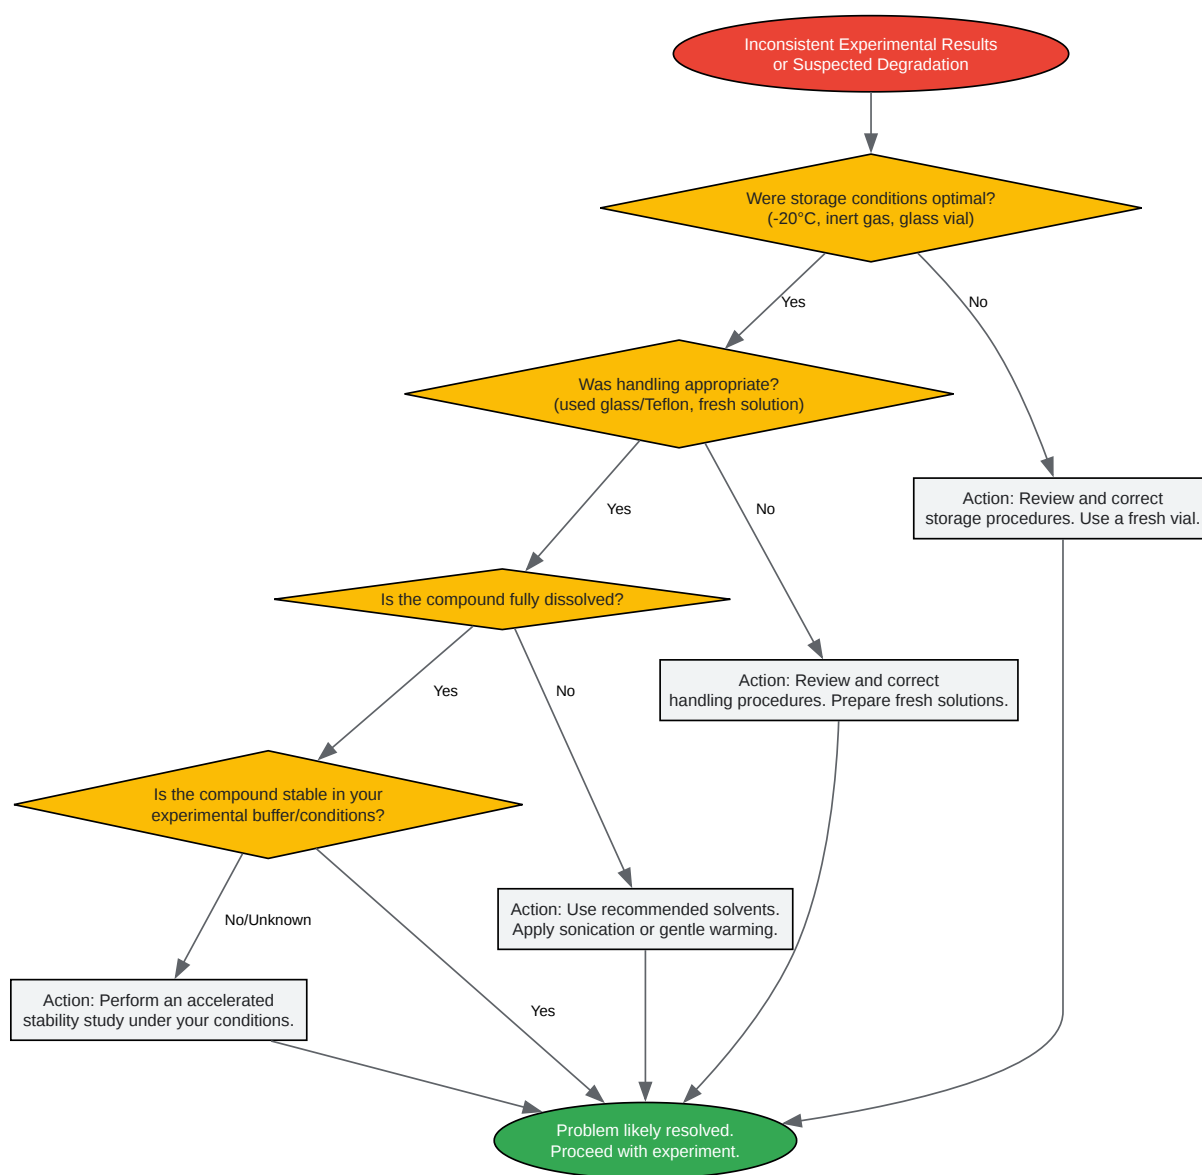 Inconsistent Experimental Results
or Suspected Degradation
Were storage conditions optimal?
(-20°C, inert gas, glass vial)
Yes
No
Was handling appropriate?
(used glass/Teflon, fresh solution)
Action: Review and correct
storage procedures. Use a fresh vial.
Yes
No
Is the compound fully dissolved?
Action: Review and correct
handling procedures. Prepare fresh solutions.
Yes
No
Is the compound stable in your
experimental buffer/conditions?
Action: Use recommended solvents.
Apply sonication or gentle warming.
No/Unknown
Yes
Action: Perform an accelerated
stability study under your conditions.
Problem likely resolved.
Proceed with experiment.